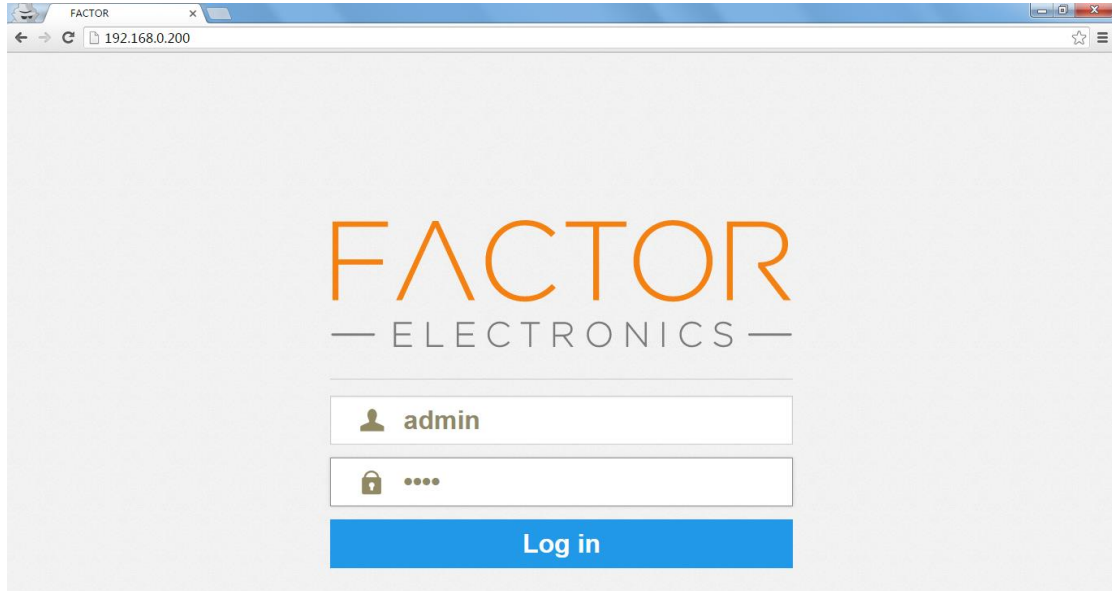 FACTOR
192.168.0.200
FACTOR
ELECTRONICS
admin
••••
Log in